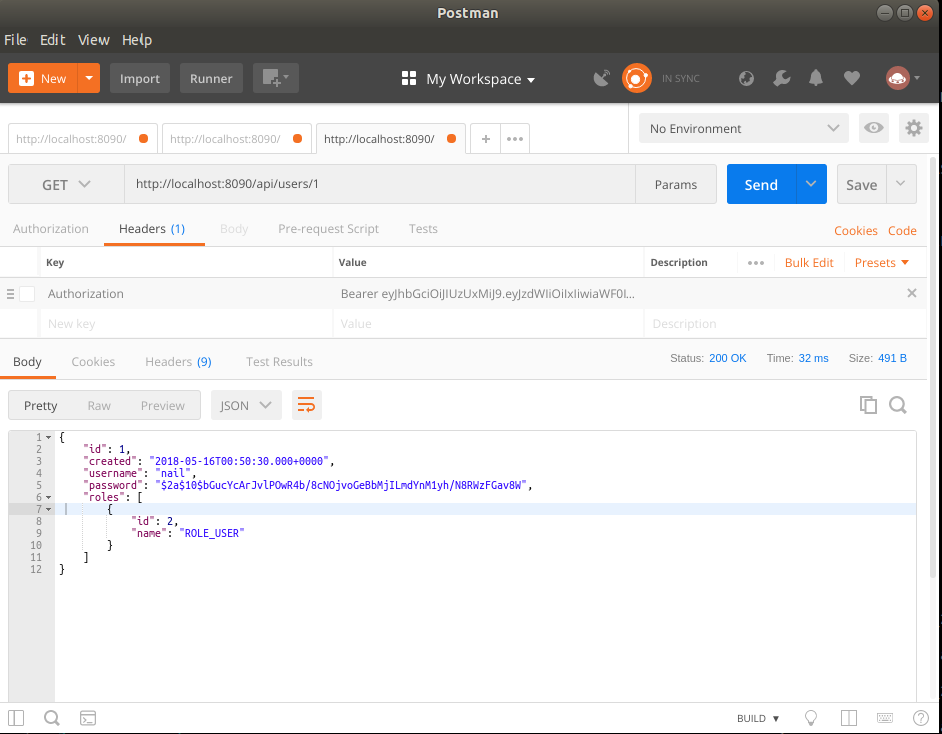 Postman
File Edit View Help
New Import Runner My Workspace IN SYNC
http://localhost:8090/ http://localhost:8090/ http://localhost:8090/ + ••• No Environment
GET http://localhost:8090/api/users/1 Params Send Save
Authorization Headers (1) Body Pre-request Script Tests Cookies Code
Key Value Description ••• Bulk Edit Presets
Authorization Bearer eyJhbGciOiJIUzUxMiJ9.eyJzdWIiOiIxIiwiaWF0I...
New key Value Description
Body Cookies Headers (9) Test Results Status: 200 OK Time: 32 ms Size: 491 B
Pretty Raw Preview JSON
1 {
2 "id": 1,
3 "created": "2018-05-16T00:50:30.000+0000",
4 "username": "nail",
5 "password": "$2a$10$bGucYcArJvlPOwR4b/8cNOjvoGeBbMjILmdYnM1yh/N8RWzFGav8W",
6 "roles": [
7 {
8 "id": 2,
9 "name": "ROLE_USER"
10 }
11 ]
12 }
BUILD